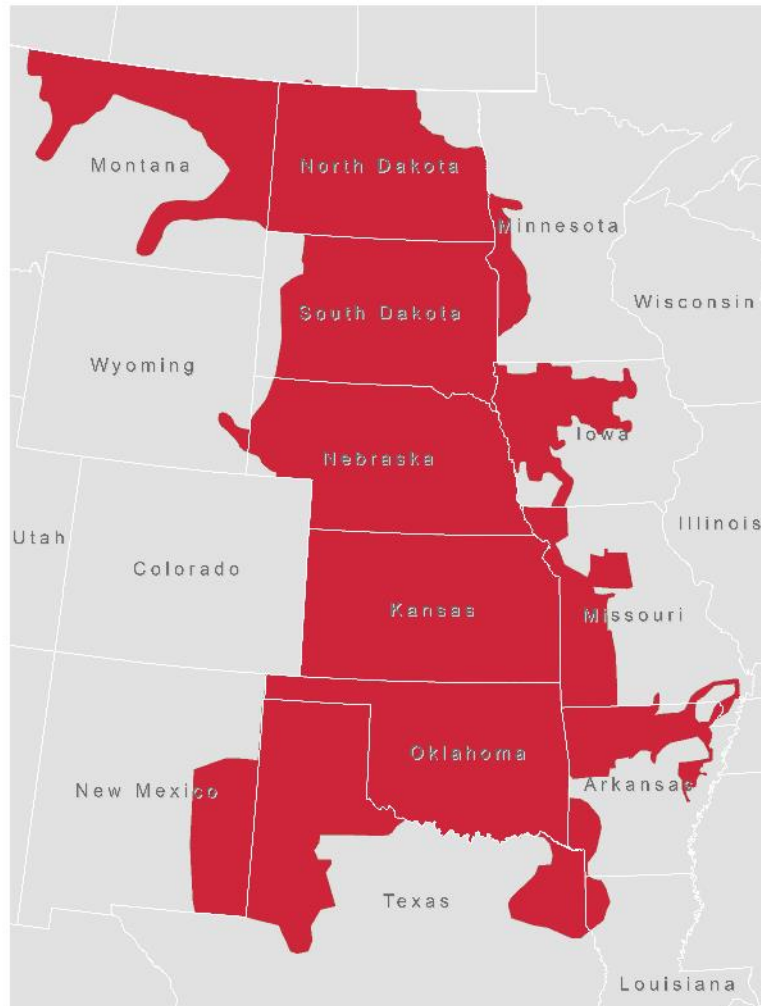 Montana
North Dakota
Minnesota
Wisconsin
South Dakota
Wyoming
Iowa
Nebraska
Illinois
Utah
Colorado
Kansas
Missouri
Oklahoma
New Mexico
Arkansas
Texas
Louisiana